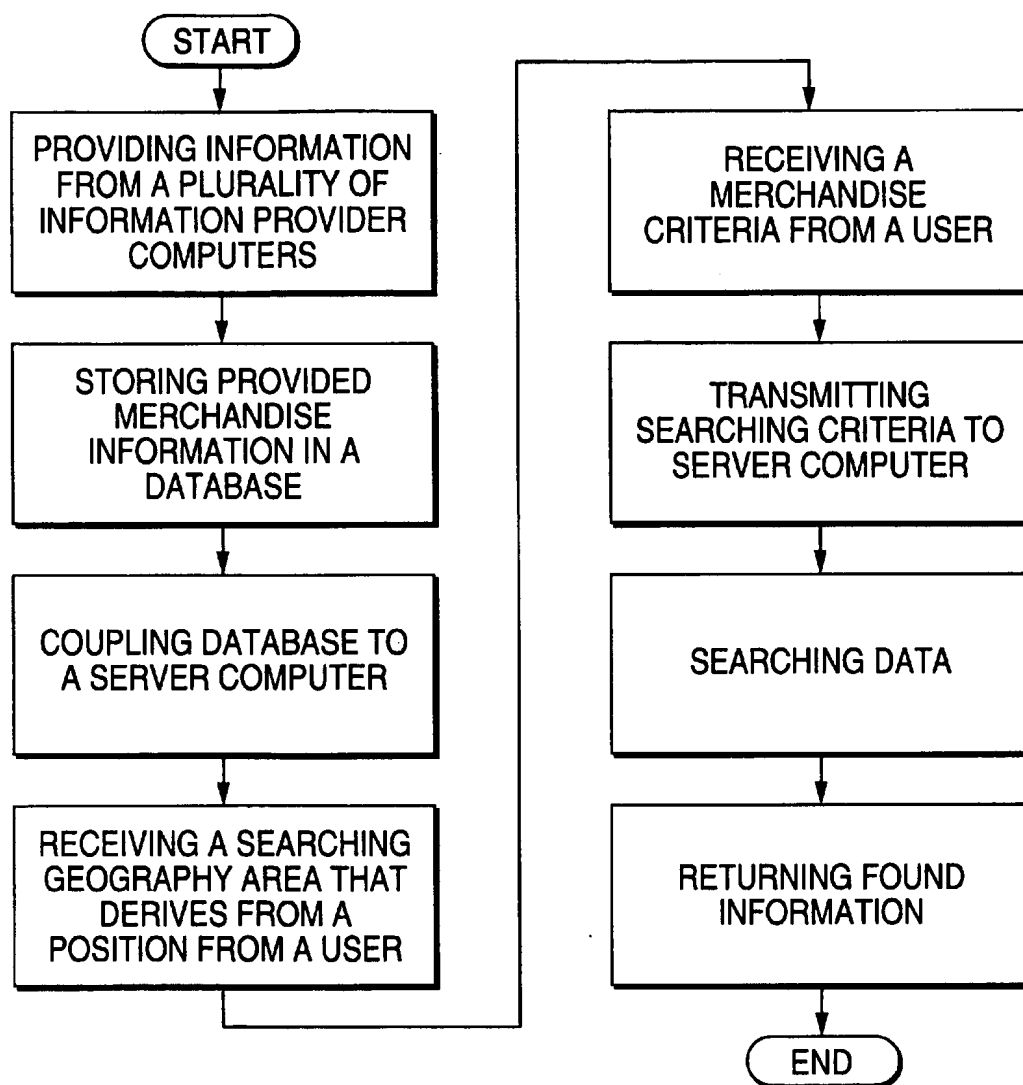 START
PROVIDING INFORMATION
FROM A PLURALITY OF
INFORMATION PROVIDER
COMPUTERS
STORING PROVIDED
MERCHANDISE
INFORMATION IN A
DATABASE
COUPLING DATABASE TO
A SERVER COMPUTER
RECEIVING A SEARCHING
GEOGRAPHY AREA THAT
DERIVES FROM A
POSITION FROM A USER
RECEIVING A
MERCHANDISE
CRITERIA FROM A USER
TRANSMITTING
SEARCHING CRITERIA TO
SERVER COMPUTER
SEARCHING DATA
RETURNING FOUND
INFORMATION
END